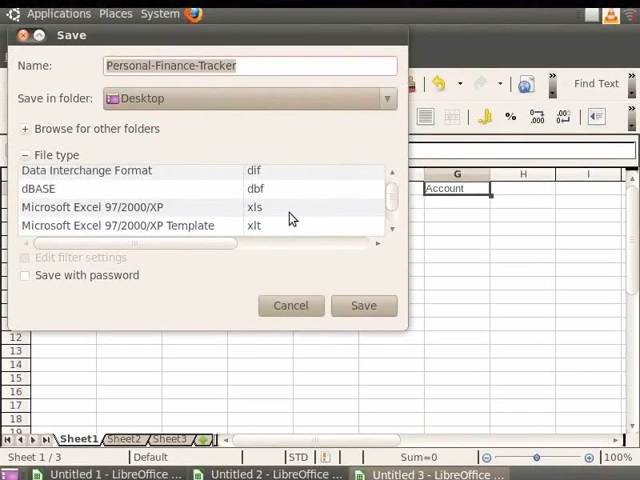 Applications Places System
Save
Name: Personal-Finance-Tracker
Save in folder: Desktop
Find Text
Browse for other folders
File type
Data Interchange Format dif
dBASE dbf
Microsoft Excel 97/2000/XP xls
Microsoft Excel 97/2000/XP Template xlt
Edit filter settings
Save with password
Cancel Save
G H I
Account
12
13
14
15
16
17
18
19
Sheet1 Sheet2 Sheet3
Sheet 1 / 3 Default STD Sum=0 100%
Untitled 1 - LibreOffice ... Untitled 2 - LibreOffice ... Untitled 3 - LibreOffice ...